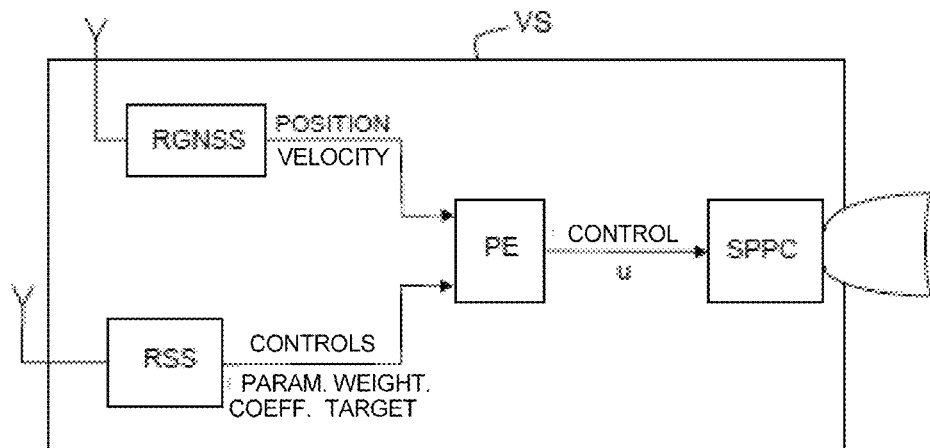 VS
RGNSS
POSITION
VELOCITY
PE
CONTROL
u
SPPC
RSS
CONTROLS
PARAM. WEIGHT.
COEFF. TARGET